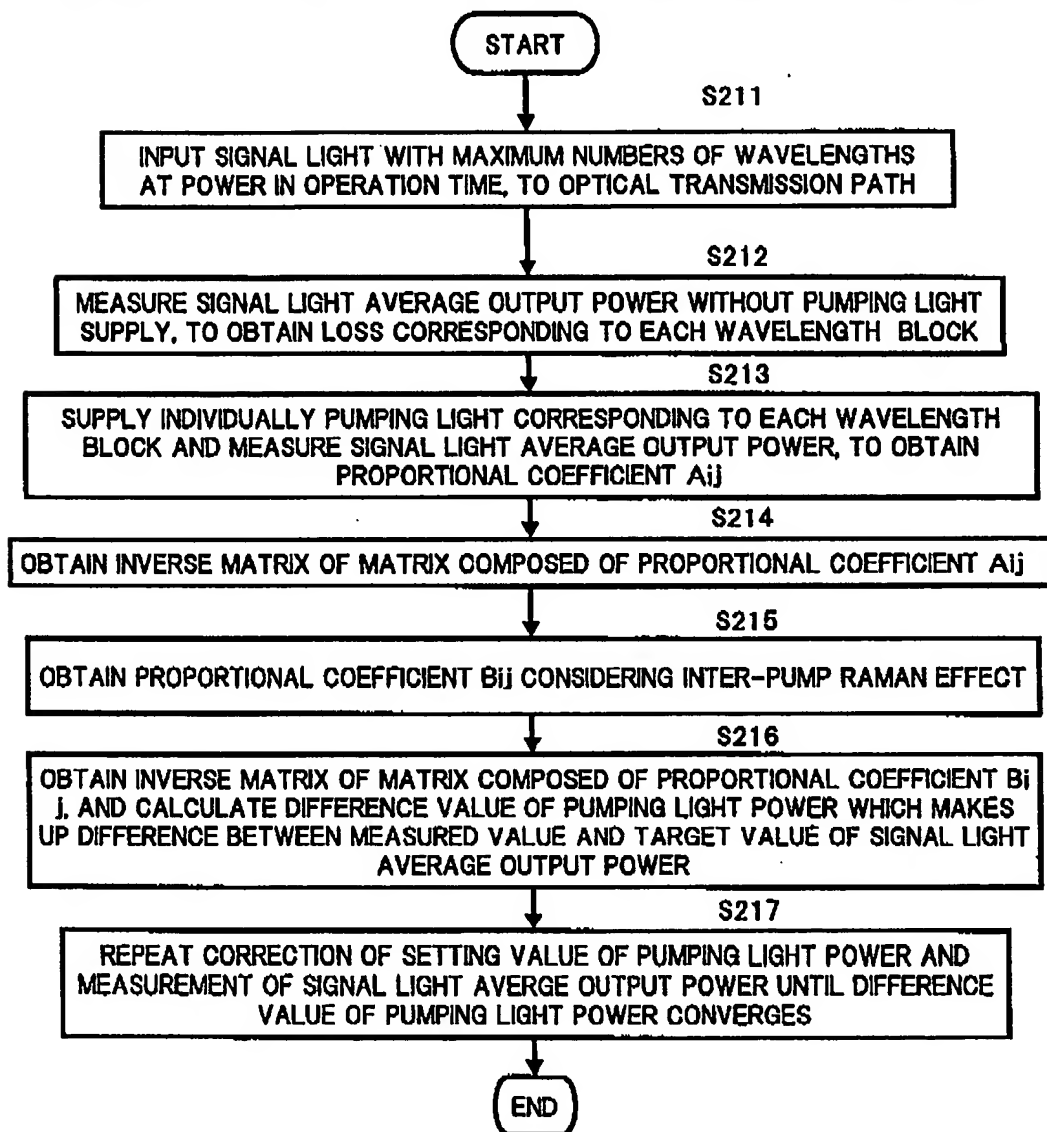 START
S211
INPUT SIGNAL LIGHT WITH MAXIMUM NUMBERS OF WAVELENGTHS
AT POWER IN OPERATION TIME, TO OPTICAL TRANSMISSION PATH
S212
MEASURE SIGNAL LIGHT AVERAGE OUTPUT POWER WITHOUT PUMPING LIGHT
SUPPLY, TO OBTAIN LOSS CORRESPONDING TO EACH WAVELENGTH BLOCK
S213
SUPPLY INDIVIDUALLY PUMPING LIGHT CORRESPONDING TO EACH WAVELENGTH
BLOCK AND MEASURE SIGNAL LIGHT AVERAGE OUTPUT POWER, TO OBTAIN
PROPORTIONAL COEFFICIENT Aij
S214
OBTAIN INVERSE MATRIX OF MATRIX COMPOSED OF PROPORTIONAL COEFFICIENT Aij
S215
OBTAIN PROPORTIONAL COEFFICIENT Bij CONSIDERING INTER-PUMP RAMAN EFFECT
S216
OBTAIN INVERSE MATRIX OF MATRIX COMPOSED OF PROPORTIONAL COEFFICIENT Bi
j, AND CALCULATE DIFFERENCE VALUE OF PUMPING LIGHT POWER WHICH MAKES
UP DIFFERENCE BETWEEN MEASURED VALUE AND TARGET VALUE OF SIGNAL LIGHT
AVERAGE OUTPUT POWER
S217
REPEAT CORRECTION OF SETTING VALUE OF PUMPING LIGHT POWER AND
MEASUREMENT OF SIGNAL LIGHT AVERGE OUTPUT POWER UNTIL DIFFERENCE
VALUE OF PUMPING LIGHT POWER CONVERGES
END